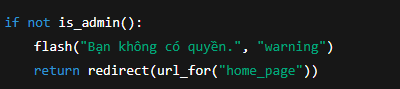 if not is_admin():
    flash("Bạn không có quyền.", "warning")
    return redirect(url_for("home_page"))